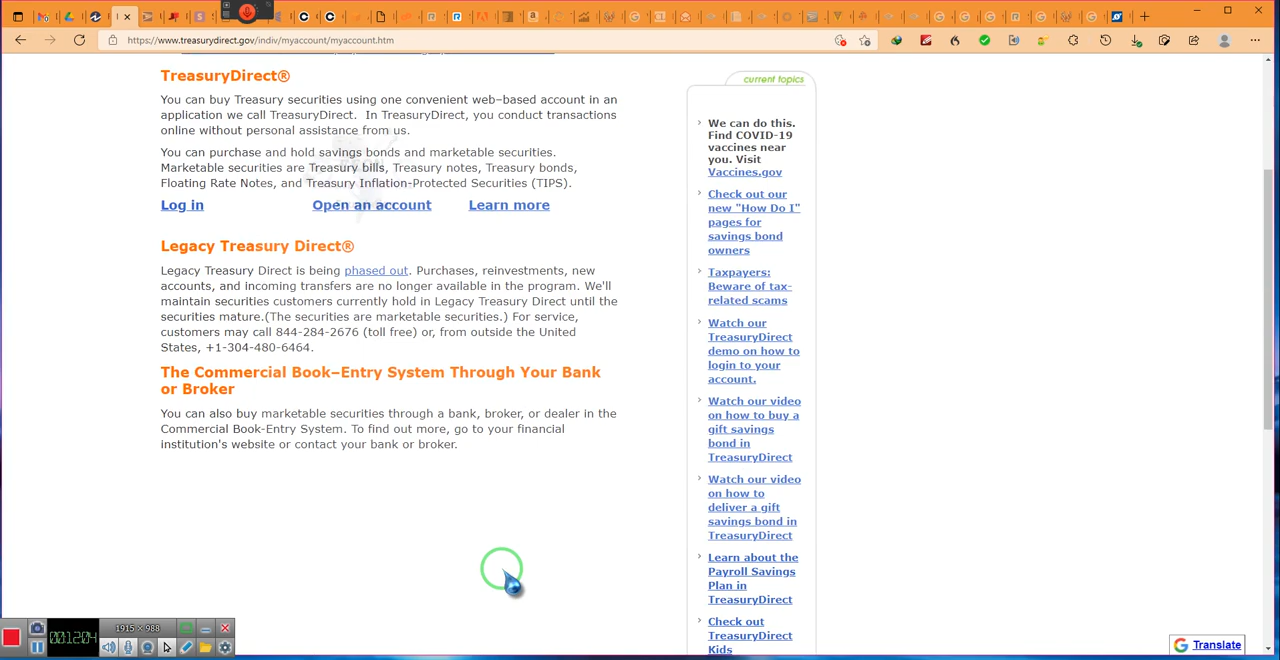 https://www.treasurydirect.gov/indiv/myaccount/myaccount.htm
TreasuryDirect®
You can buy Treasury securities using one convenient web–based account in an
application we call TreasuryDirect. In TreasuryDirect, you conduct transactions
online without personal assistance from us.
You can purchase and hold savings bonds and marketable securities.
Marketable securities are Treasury bills, Treasury notes, Treasury bonds,
Floating Rate Notes, and Treasury Inflation-Protected Securities (TIPS).
Log in Open an account Learn more
Legacy Treasury Direct®
Legacy Treasury Direct is being phased out. Purchases, reinvestments, new
accounts, and incoming transfers are no longer available in the program. We'll
maintain securities customers currently hold in Legacy Treasury Direct until the
securities mature.(The securities are marketable securities.) For service,
customers may call 844-284-2676 (toll free) or, from outside the United
States, +1-304-480-6464.
The Commercial Book–Entry System Through Your Bank
or Broker
You can also buy marketable securities through a bank, broker, or dealer in the
Commercial Book-Entry System. To find out more, go to your financial
institution's website or contact your bank or broker.
current topics
We can do this.
Find COVID-19
vaccines near
you. Visit
Vaccines.gov
Check out our
new "How Do I"
pages for
savings bond
owners
Taxpayers:
Beware of tax-
related scams
Watch our
TreasuryDirect
demo on how to
login to your
account.
Watch our video
on how to buy a
gift savings
bond in
TreasuryDirect
Watch our video
on how to
deliver a gift
savings bond in
TreasuryDirect
Learn about the
Payroll Savings
Plan in
TreasuryDirect
Check out
TreasuryDirect
Kids
1915 × 988
00:12:04
Translate